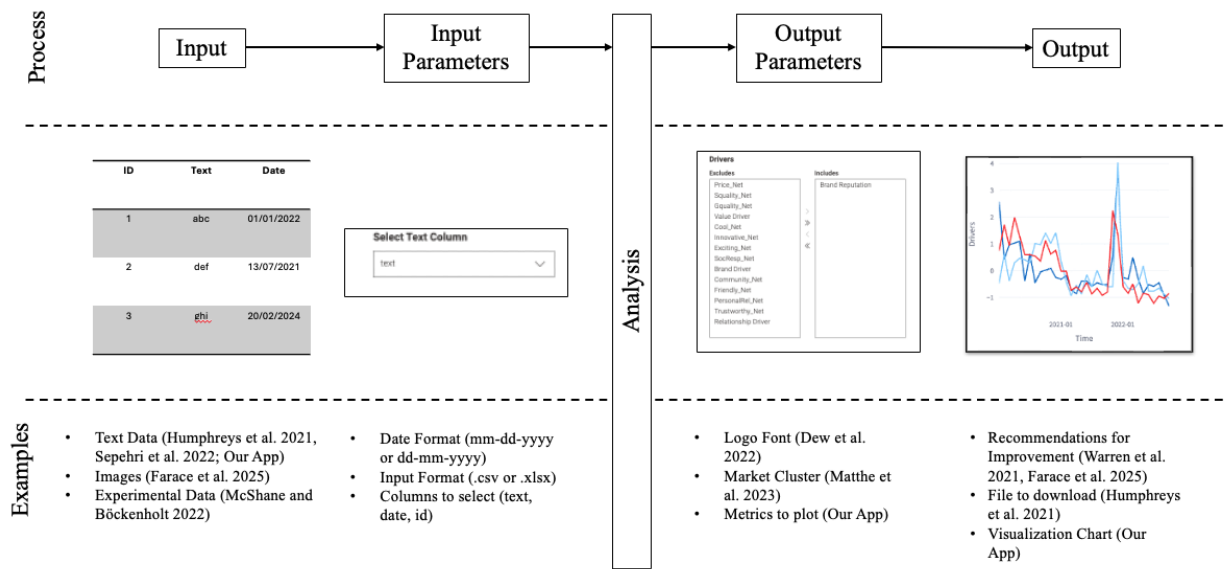 Process
Input
Input
Parameters
Analysis
Output
Parameters
Output
ID Text Date
1 abc 01/01/2022
2 def 13/07/2021
3 ghi 20/02/2024
Select Text Column
text
Drivers
Excludes
Price_Net
Squality_Net
Gquality_Net
Value Driver
Cool_Net
Innovative_Net
Exciting_Net
SocResp_Net
Brand Driver
Community_Net
Friendly_Net
PersonalRel_Net
Trustworthy_Net
Relationship Driver
Includes
Brand Reputation
4
3
2
1
0
−1
Drivers
2021-01 2022-01
Time
Examples
• Text Data (Humphreys et al. 2021,
Sepehri et al. 2022; Our App)
• Images (Farace et al. 2025)
• Experimental Data (McShane and
Böckenholt 2022)
• Date Format (mm-dd-yyyy
or dd-mm-yyyy)
• Input Format (.csv or .xlsx)
• Columns to select (text,
date, id)
• Logo Font (Dew et al.
2022)
• Market Cluster (Matthe et
al. 2023)
• Metrics to plot (Our App)
• Recommendations for
Improvement (Warren et al.
2021, Farace et al. 2025)
• File to download (Humphreys
et al. 2021)
• Visualization Chart (Our
App)